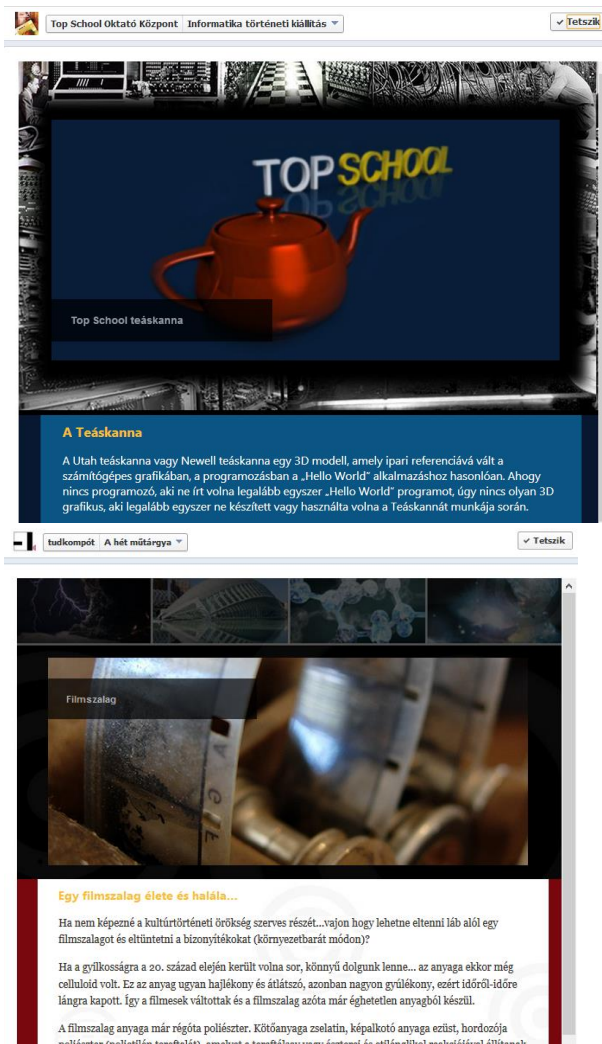 Top School Oktató Központ Informatika történeti kiállítás
Tetszik
TOPSCHOOL
Top School teáskanna
A Teáskanna
A Utah teáskanna vagy Newell teáskanna egy 3D modell, amely ipari referenciává vált a
számítógépes grafikában, a programozásban a „Hello World" alkalmazáshoz hasonlóan. Ahogy
nincs programozó, aki ne írt volna legalább egyszer „Hello World" programot, úgy nincs olyan 3D
grafikus, aki legalább egyszer ne készített vagy használta volna a Teáskannát munkája során.
tudkompót A hét műtárgya
Tetszik
Filmszalag
Egy filmszalag élete és halála...
Ha nem képezné a kultúrtörténeti örökség szerves részét...vajon hogy lehetne eltenni láb alól egy
filmszalagot és eltüntetni a bizonyítékokat (környezetbarát módon)?
Ha a gyilkosságra a 20. század elején került volna sor, könnyű dolgunk lenne... az anyaga ekkor még
celluloid volt. Ez az anyag ugyan hajlékony és átlátszó, azonban nagyon gyúlékony, ezért időről-időre
lángra kapott. Így a filmesek váltottak és a filmszalag azóta már éghetetlen anyagból készül.
A filmszalag anyaga már régóta poliészter. Kötőanyaga zselatin, képalkotó anyaga ezüst, hordozója